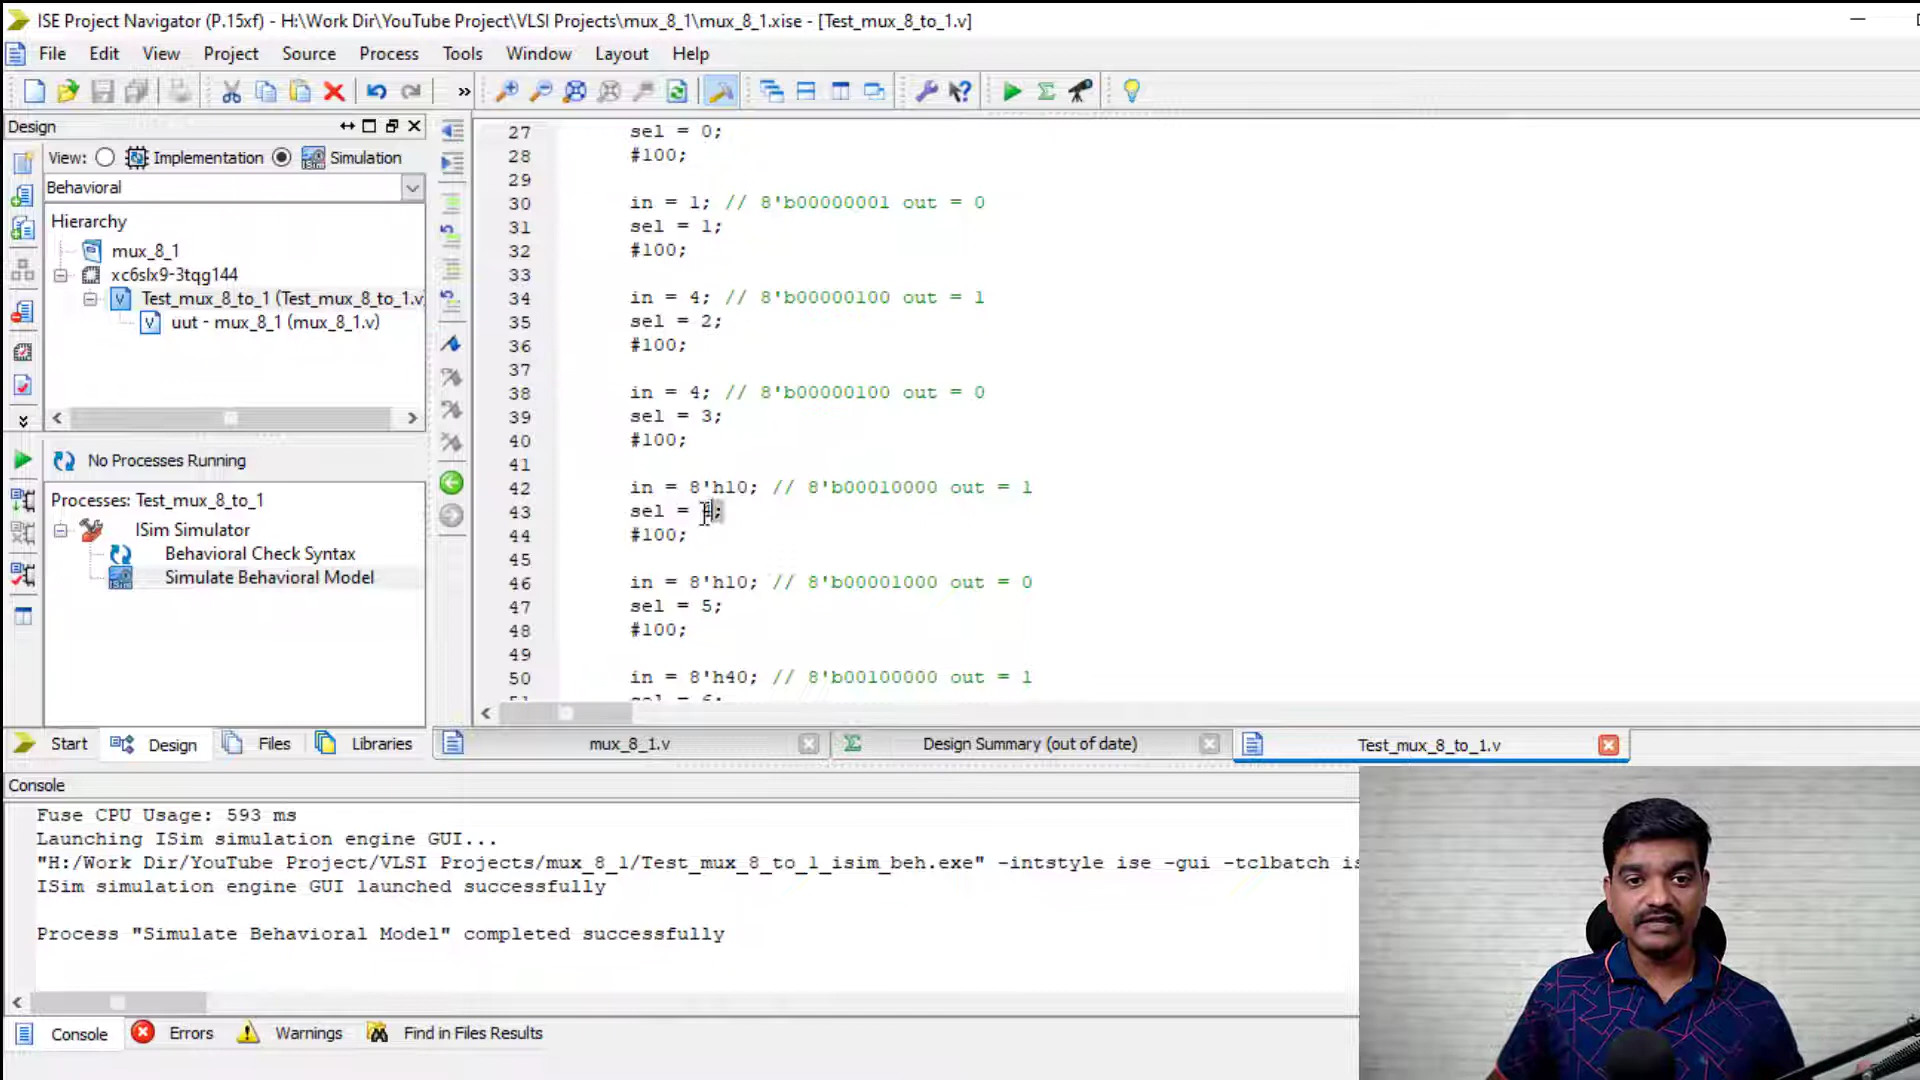 ISE Project Navigator (P.15xf) - H:\Work Dir\YouTube Project\VLSI Projects\mux_8_1\mux_8_1.xise - [Test_mux_8_to_1.v]
File Edit View Project Source Process Tools Window Layout Help
»
Design
View: Implementation Simulation
Behavioral
Hierarchy
mux_8_1
xc6slx9-3tqg144
Test_mux_8_to_1 (Test_mux_8_to_1.v
uut - mux_8_1 (mux_8_1.v)
No Processes Running
Processes: Test_mux_8_to_1
ISim Simulator
Behavioral Check Syntax
Simulate Behavioral Model
27 sel = 0;
28 #100;
29
30 in = 1; // 8'b00000001 out = 0
31 sel = 1;
32 #100;
33
34 in = 4; // 8'b00000100 out = 1
35 sel = 2;
36 #100;
37
38 in = 4; // 8'b00000100 out = 0
39 sel = 3;
40 #100;
41
42 in = 8'h10; // 8'b00010000 out = 1
43 sel = ;
44 #100;
45
46 in = 8'h10; // 8'b00001000 out = 0
47 sel = 5;
48 #100;
49
50 in = 8'h40; // 8'b00100000 out = 1
sel = 6;
Start Design Files Libraries
mux_8_1.v Design Summary (out of date) Test_mux_8_to_1.v
Console
Fuse CPU Usage: 593 ms
Launching ISim simulation engine GUI...
"H:/Work Dir/YouTube Project/VLSI Projects/mux_8_1/Test_mux_8_to_1_isim_beh.exe" -intstyle ise -gui -tclbatch is
ISim simulation engine GUI launched successfully
Process "Simulate Behavioral Model" completed successfully
Console Errors Warnings Find in Files Results